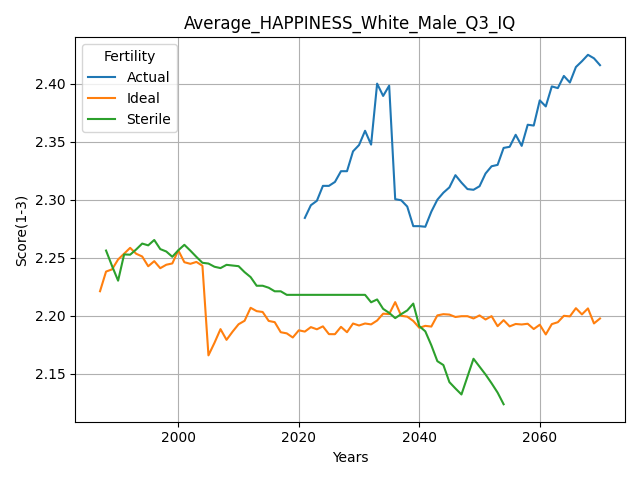 Average_HAPPINESS_White_Male_Q3_IQ
Fertility
Actual
Ideal
Sterile
Score(1-3)
2.40
2.35
2.30
2.25
2.20
2.15
2000
2020
2040
2060
Years